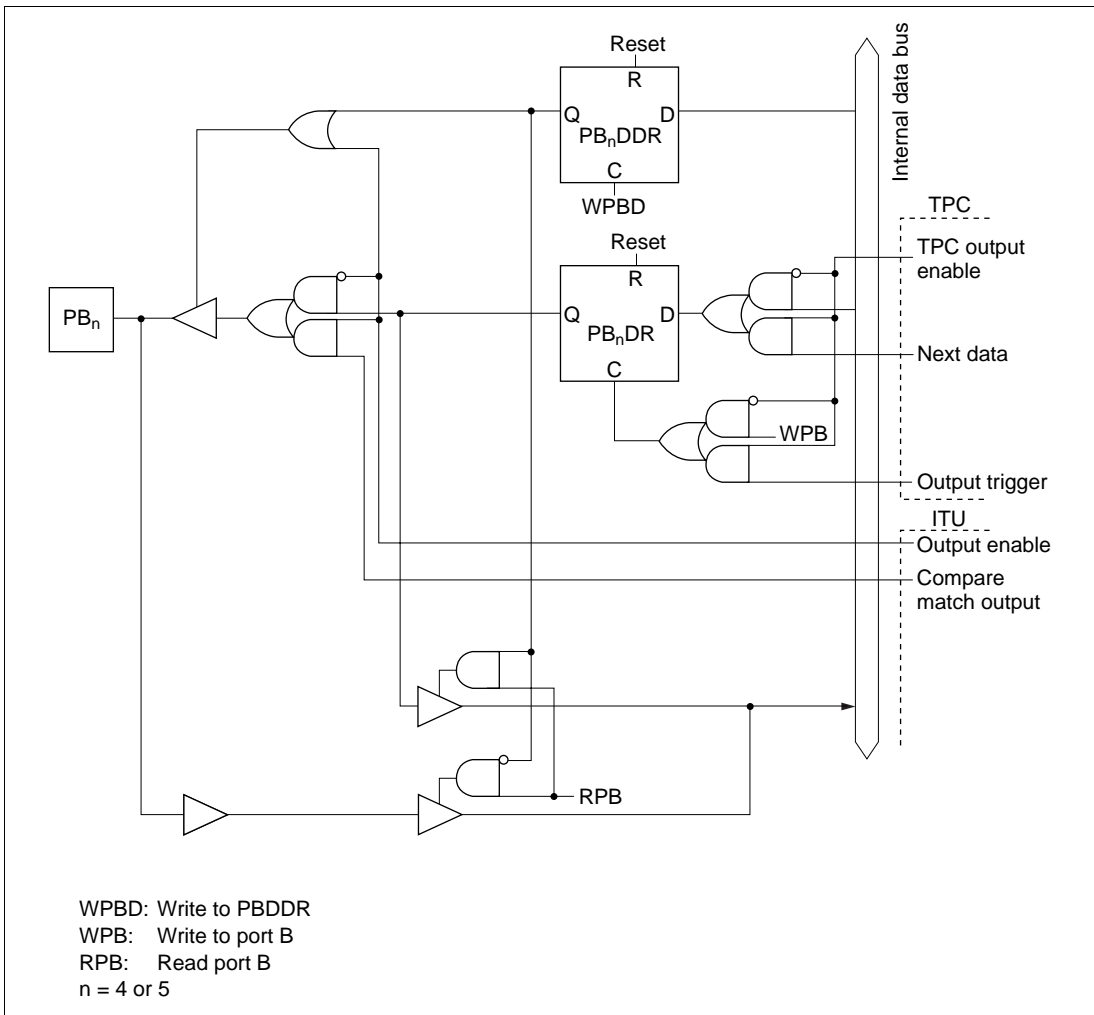 Reset
R
Q
D
PBnDDR
C
WPBD
Internal data bus
TPC
TPC output
enable
Reset
R
Q
D
PBnDR
C
PBn
Next data
WPB
Output trigger
ITU
Output enable
Compare
match output
RPB
WPBD: Write to PBDDR
WPB: Write to port B
RPB: Read port B
n = 4 or 5